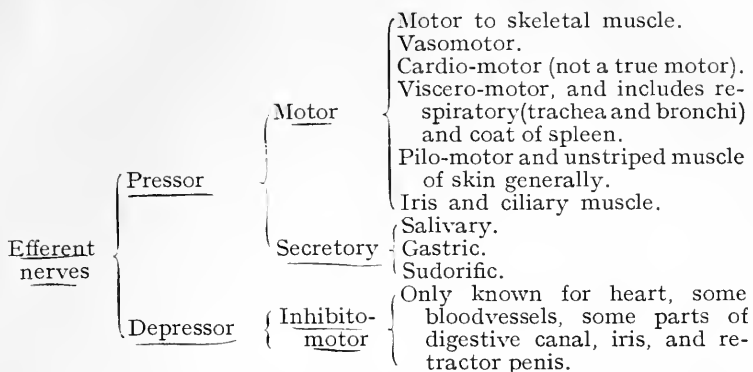 Motor to skeletal muscle.
Vasomotor.
Cardio-motor (not a true motor).
Viscero-motor, and includes re-
spiratory(trachea and bronchi)
and coat of spleen.
Pilo-motor and unstriped muscle
of skin generally.
Iris and ciliary muscle.
Motor
Pressor
Salivary.
Gastric.
Sudorific.
Secretory
Efferent
nerves
Only known for heart, some
bloodvessels, some parts of
digestive canal, iris, and re-
tractor penis.
Depressor
Inhibito-
motor